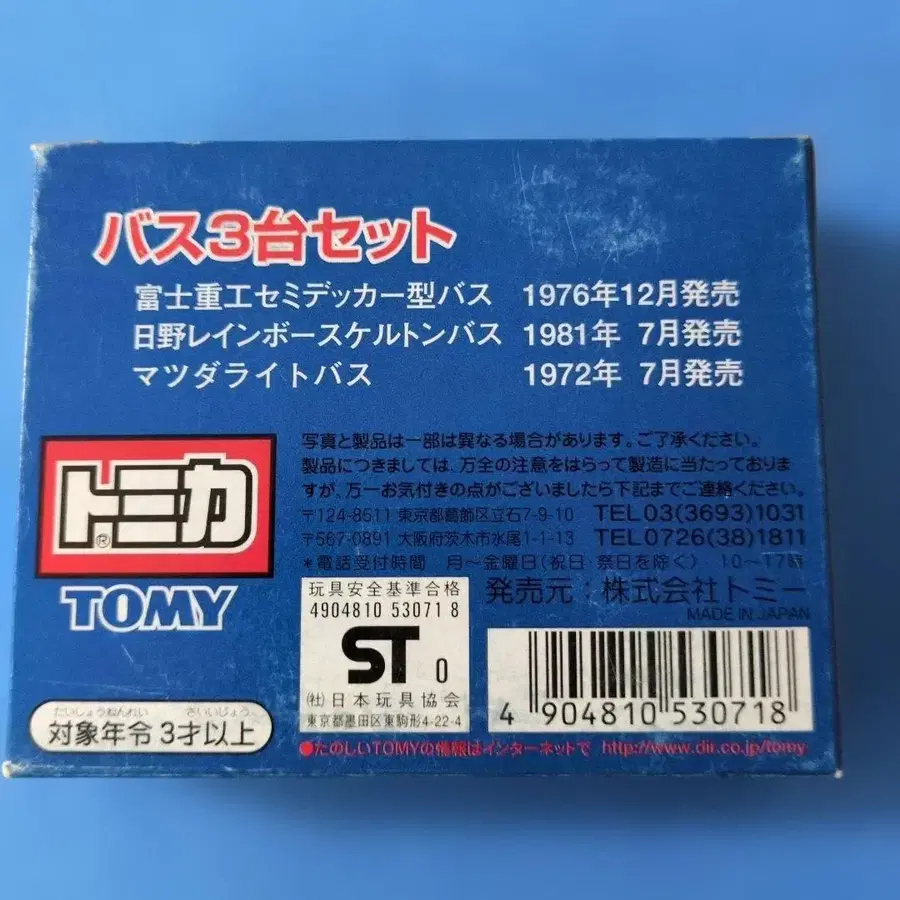 バス3台セット
富士重工セミデッカー型バス 1976年12月発売
日野レインボースケルトンバス 1981年 7月発売
マツダライトバス 1972年 7月発売
トミカ
®
TOMY
写真と製品は一部は異なる場合があります。ご了承ください。
製品につきましては、万全の注意をはらって製造に当たっておりま
すが、万一お気付きの点がございましたら下記までご連絡ください。
〒124-8511 東京都葛飾区立石7-9-10 TEL03(3693)1031
〒567-0891 大阪府茨木市水尾1-1-13 TEL0726(38)1811
*電話受付時間 月〜金曜日(祝日・祭日を除く) 10〜17時
発売元:株式会社トミー
MADE IN JAPAN
玩具安全基準合格
4904810 53071 8
ST 0
(社)日本玩具協会
東京都墨田区東駒形4-22-4
4 904810 530718
たいしょうねんれい さいいじょう
対象年令 3才以上
●たのしいTOMYの情報はインターネットで http://www.dir.co.jp/tomy